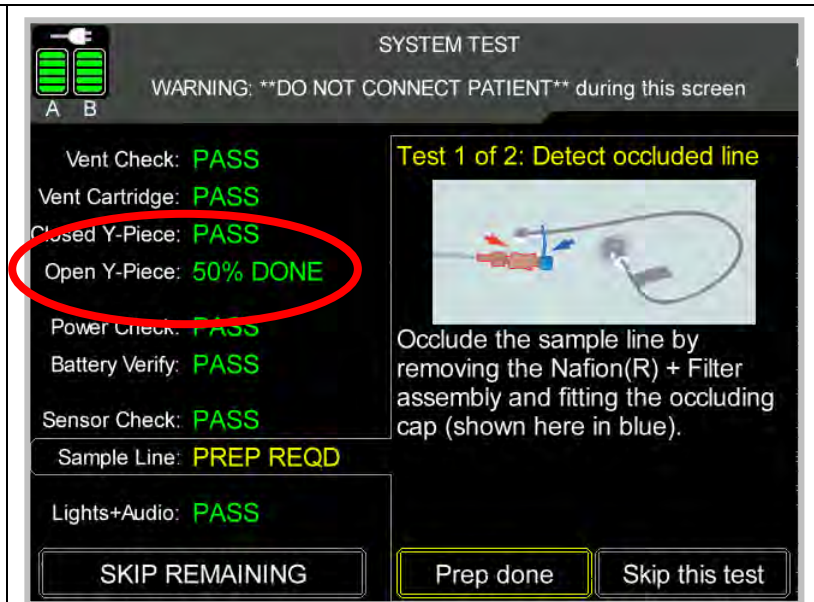 SYSTEM TEST
WARNING: **DO NOT CONNECT PATIENT** during this screen
A B
Vent Check: PASS
Vent Cartridge: PASS
Closed Y-Piece: PASS
Open Y-Piece: 50% DONE
Power Check: PASS
Battery Verify: PASS
Sensor Check: PASS
Sample Line: PREP REQD
Lights+Audio: PASS
SKIP REMAINING
Test 1 of 2: Detect occluded line
Occlude the sample line by
removing the Nafion(R) + Filter
assembly and fitting the occluding
cap (shown here in blue).
Prep done
Skip this test